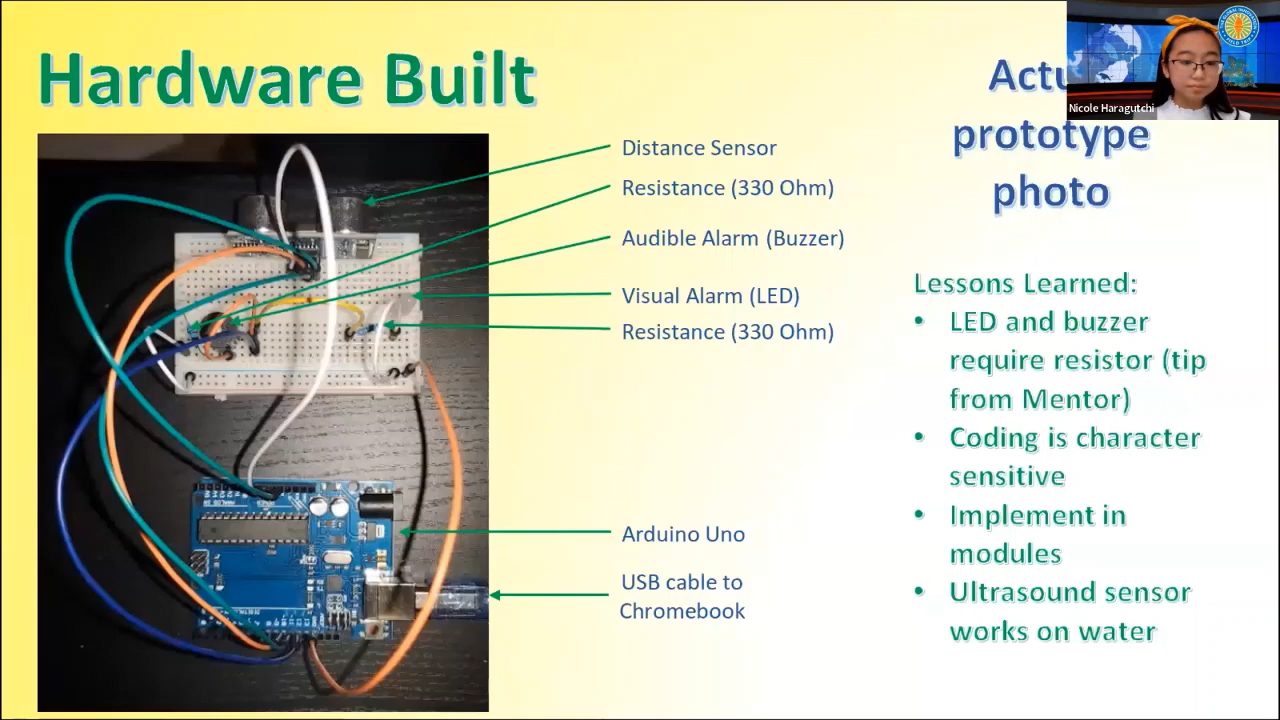 Hardware Built
Distance Sensor
Resistance (330 Ohm)
Audible Alarm (Buzzer)
Visual Alarm (LED)
Resistance (330 Ohm)
Arduino Uno
USB cable to
Chromebook
Nicole Haragutchi
prototype
photo
Lessons Learned:
• LED and buzzer
require resistor (tip
from Mentor)
• Coding is character
sensitive
• Implement in
modules
• Ultrasound sensor
works on water